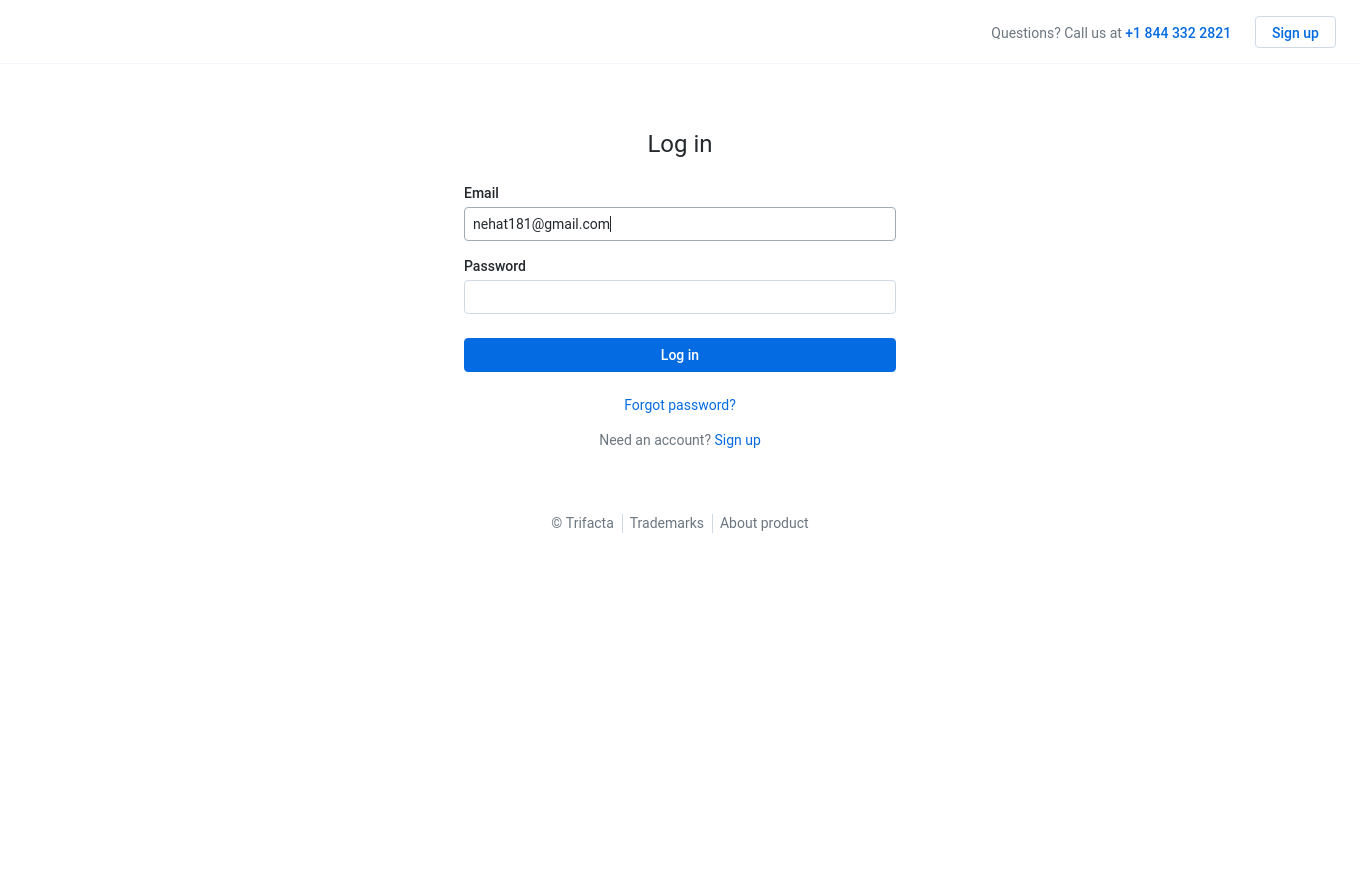 Questions? Call us at +1 844 332 2821 Sign up
Log in
Email
nehat181@gmail.com
Password
Log in
Forgot password?
Need an account? Sign up
© Trifacta Trademarks About product